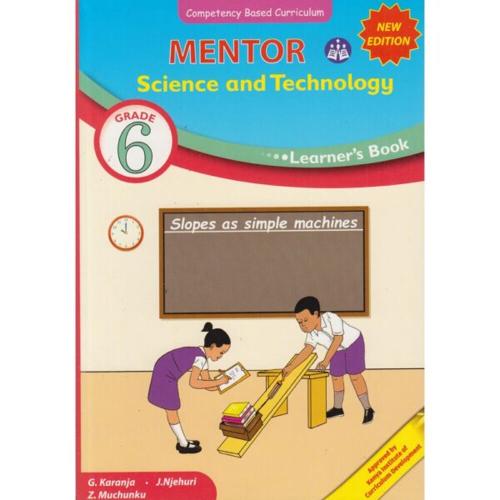 Competency Based Curriculum
MENTOR
NEW
EDITION
Science and Technology
GRADE
6
Learner's Book
Slopes as simple machines
G. Karanja • J.Njehuri
Z. Muchunku
Approved by
Kenya Institute of
Curriculum Development